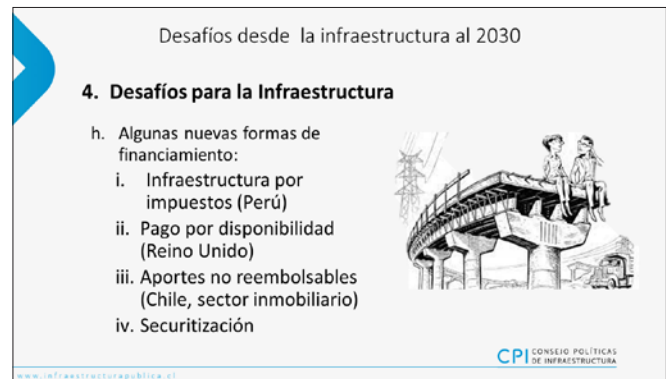 Desafíos desde la infraestructura al 2030
4. Desafíos para la Infraestructura
h. Algunas nuevas formas de
financiamiento:
i. Infraestructura por
impuestos (Perú)
ii. Pago por disponibilidad
(Reino Unido)
iii. Aportes no reembolsables
(Chile, sector inmobiliario)
iv. Securitización
CPI CONSEJO POLÍTICAS
DE INFRAESTRUCTURA
www.infraestructurapublica.cl